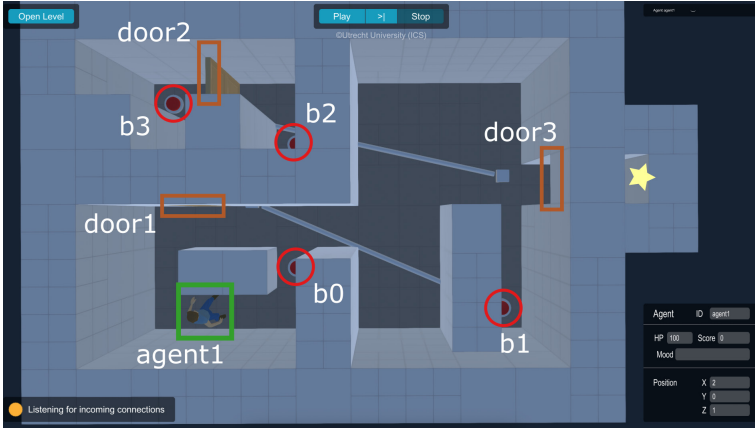 Open Level
Play >| Stop
Agent agent1
©Utrecht University (ICS)
door2
b3
b2
door3
door1
b0
agent1
b1
Agent ID agent1
HP 100 Score 0
Mood
Position X 2
Y 0
Z 1
Listening for incoming connections